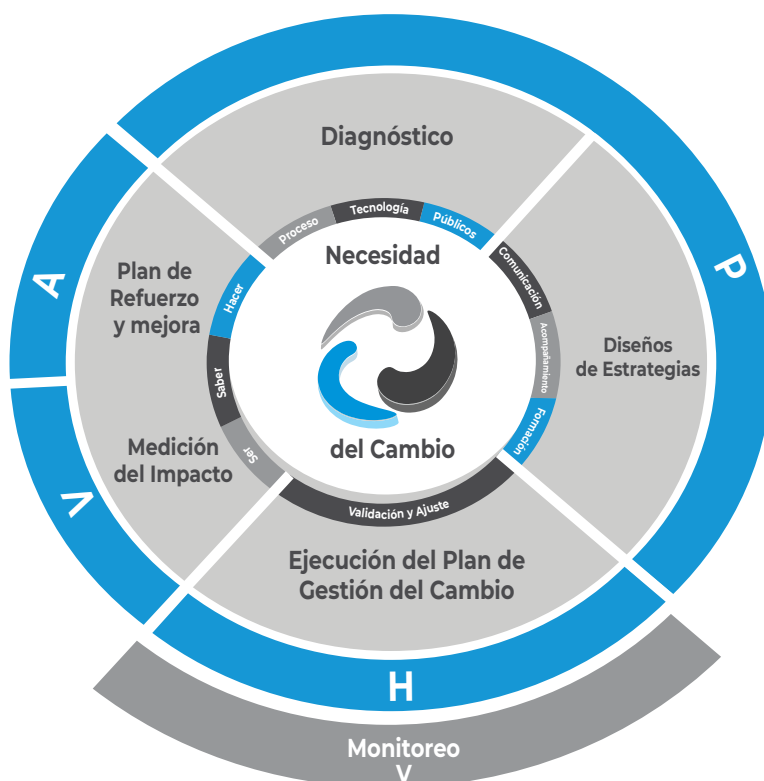 Diagnóstico
Proceso
Tecnología
Públicos
Necesidad
del Cambio
Comunicación
Acompañamiento
Formación
Diseños
de Estrategias
P
Validación y Ajuste
Ejecución del Plan de
Gestión del Cambio
H
Monitoreo
V
Ser
Saber
Hacer
Medición
del Impacto
V
Plan de
Refuerzo
y mejora
A